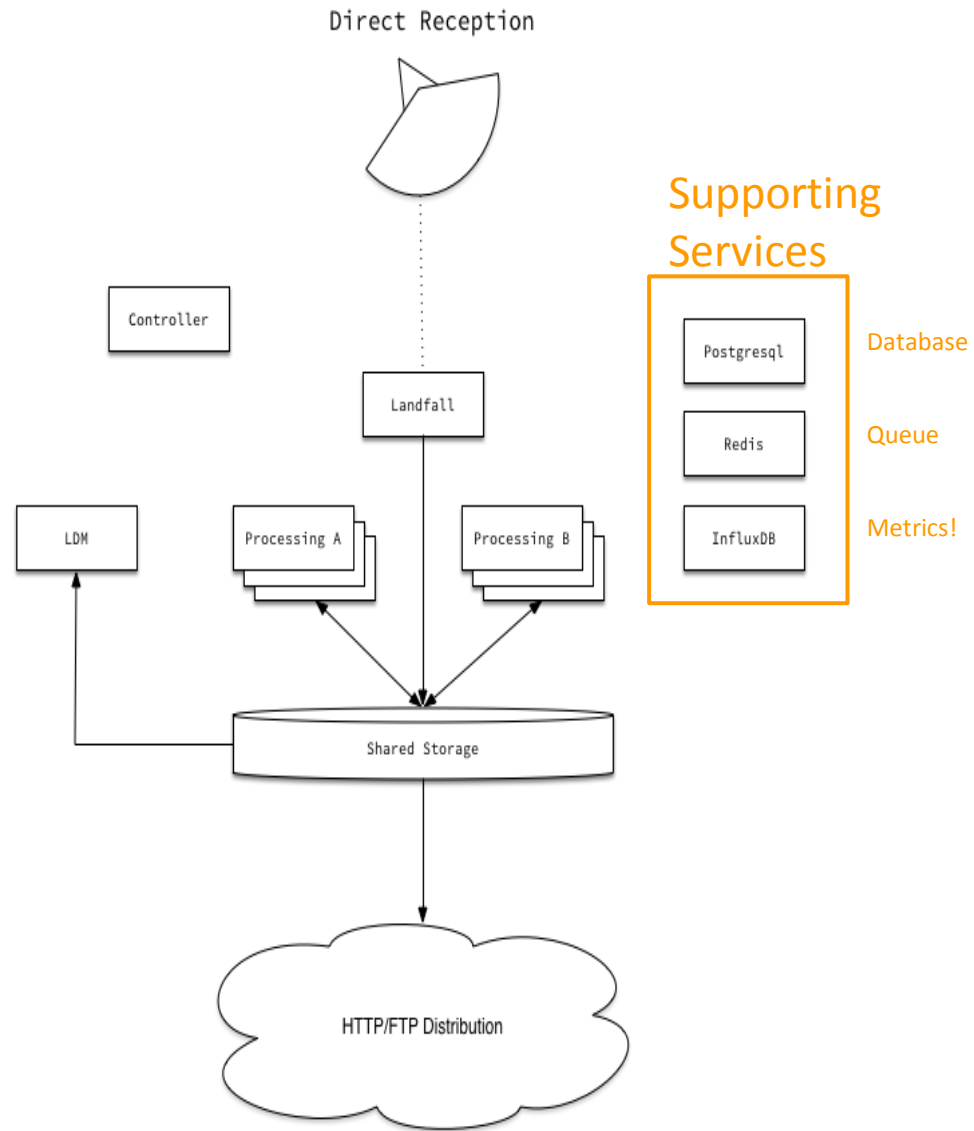 Direct Reception
Supporting
Services
Controller
Postgresql
Database
Landfall
Redis
Queue
LDM
Processing A
Processing B
InfluxDB
Metrics!
Shared Storage
HTTP/FTP Distribution